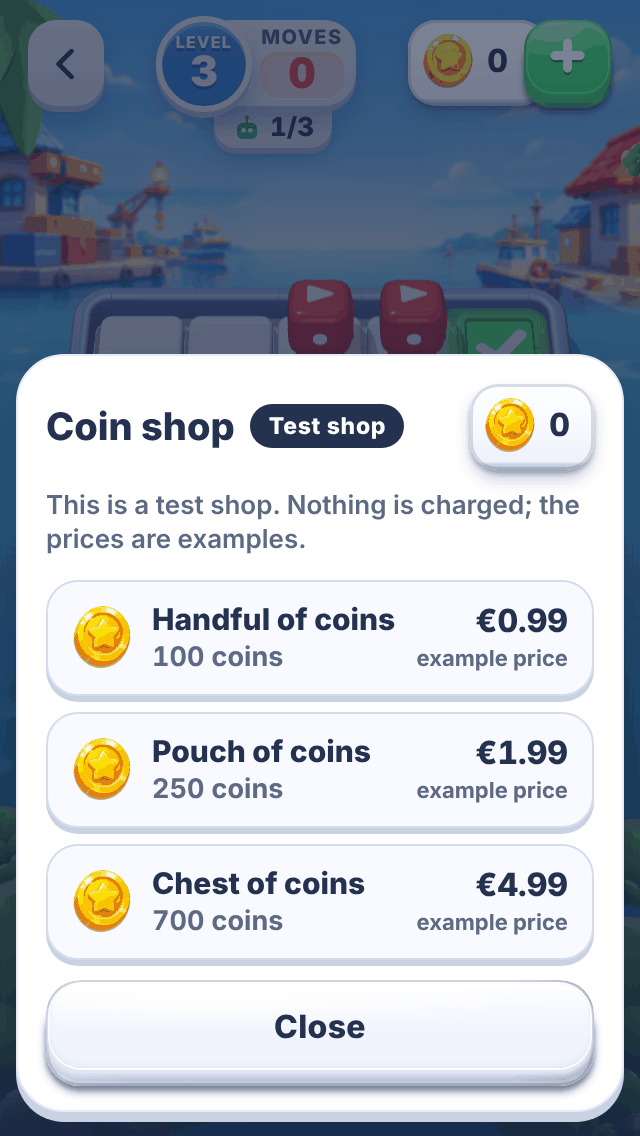 LEVEL
3
MOVES
0
0
1/3
Coin shop
Test shop
0
This is a test shop. Nothing is charged; the
prices are examples.
Handful of coins
€0.99
100 coins
example price
Pouch of coins
€1.99
250 coins
example price
Chest of coins
€4.99
700 coins
example price
Close